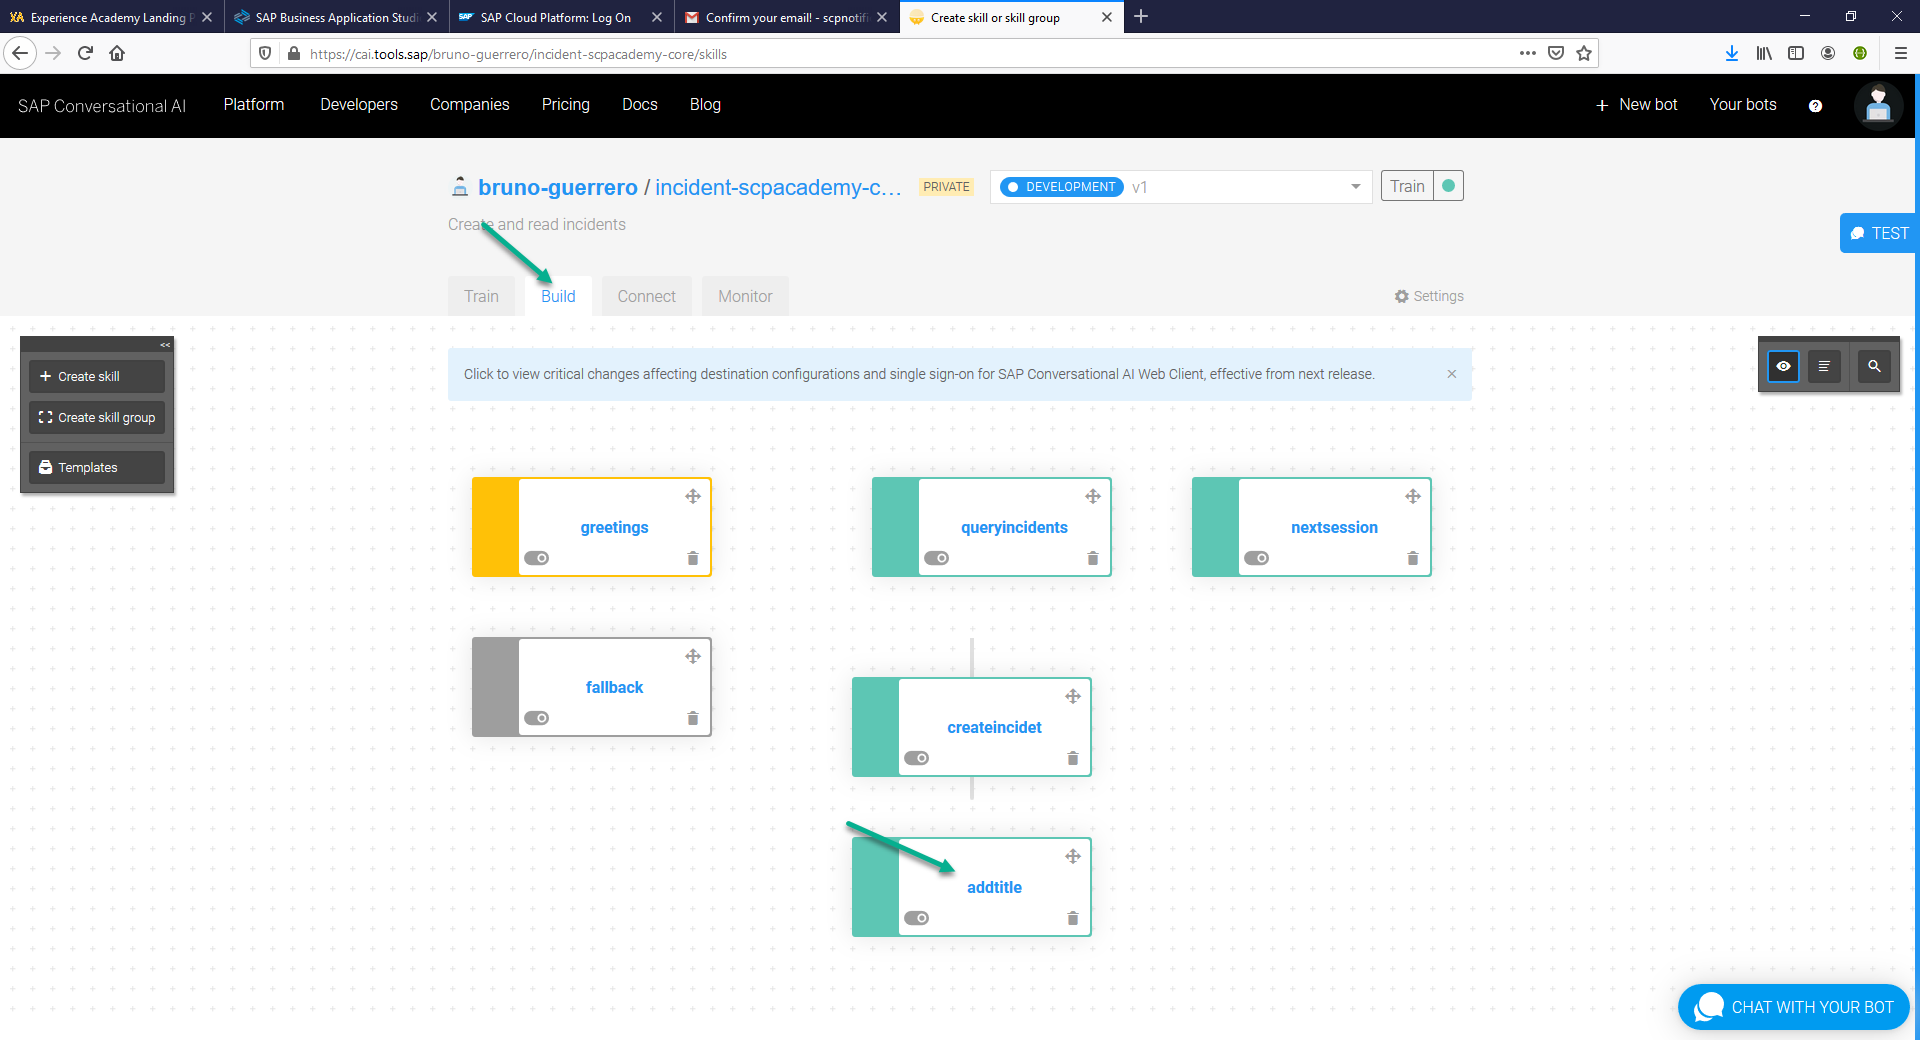 Experience Academy Landing P
SAP Business Application Studi
SAP Cloud Platform: Log On
Confirm your email! - scpnotifi
Create skill or skill group
https://cai.tools.sap/bruno-guerrero/incident-scpacademy-core/skills
SAP Conversational AI
Platform
Developers
Companies
Pricing
Docs
Blog
+ New bot
Your bots
?
bruno-guerrero / incident-scpacademy-c...
PRIVATE
DEVELOPMENT v1
Train
Create and read incidents
TEST
Train
Build
Connect
Monitor
Settings
<<
+ Create skill
Create skill group
Templates
Click to view critical changes affecting destination configurations and single sign-on for SAP Conversational AI Web Client, effective from next release.
greetings
queryincidents
nextsession
fallback
createincidet
addtitle
CHAT WITH YOUR BOT